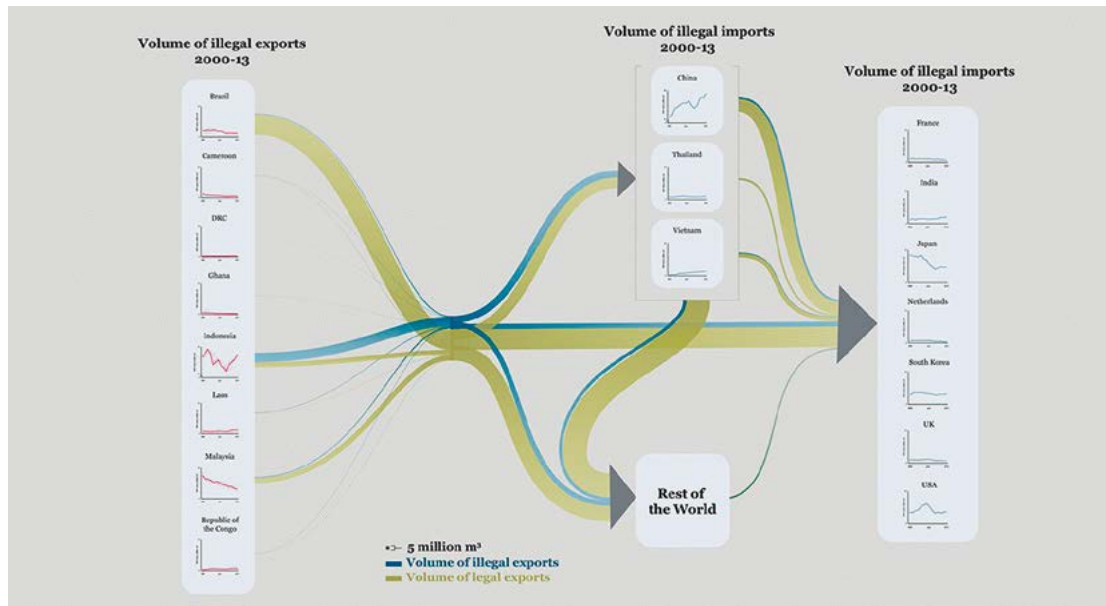 Volume of illegal exports
2000-13
Brazil
Cameroon
DRC
Ghana
Indonesia
Laos
Malaysia
Republic of
the Congo
Volume of illegal imports
2000-13
China
Thailand
Vietnam
Rest of
the World
Volume of illegal imports
2000-13
France
India
Japan
Netherlands
South Korea
UK
USA
5 million m³
Volume of illegal exports
Volume of legal exports